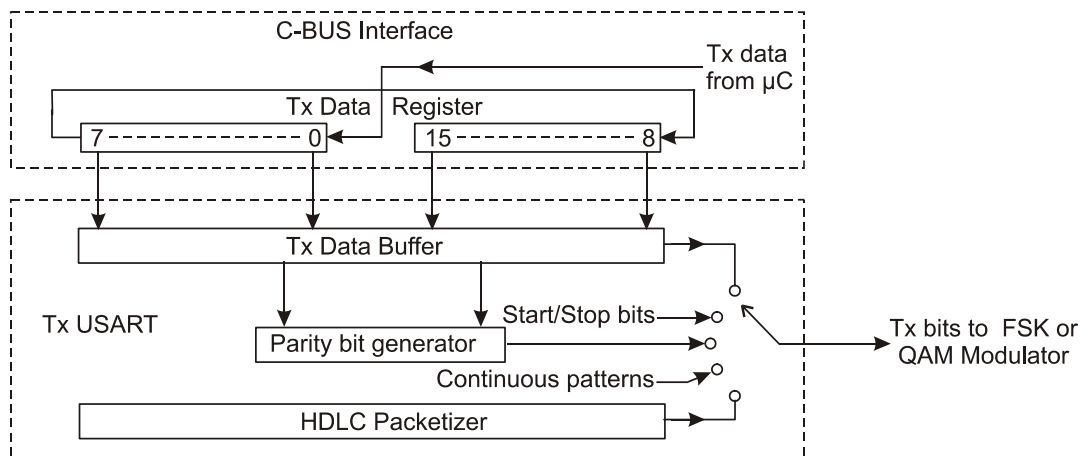 C-BUS Interface
Tx data
from µC
Tx Data Register
7 0
15 8
Tx Data Buffer
Tx USART
Start/Stop bits
Parity bit generator
Continuous patterns
HDLC Packetizer
Tx bits to FSK or
QAM Modulator